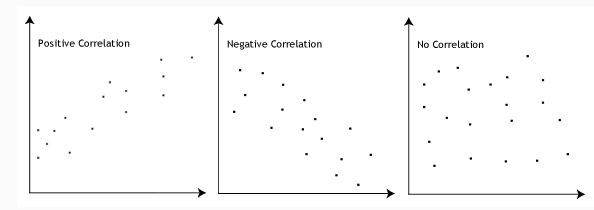 Positive Correlation
Negative Correlation
No Correlation